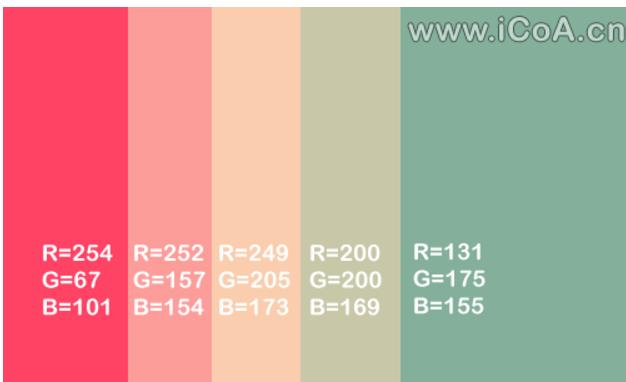 www.iCoA.cn
R=254
G=67
B=101
R=252
G=157
B=154
R=249
G=205
B=173
R=200
G=200
B=169
R=131
G=175
B=155